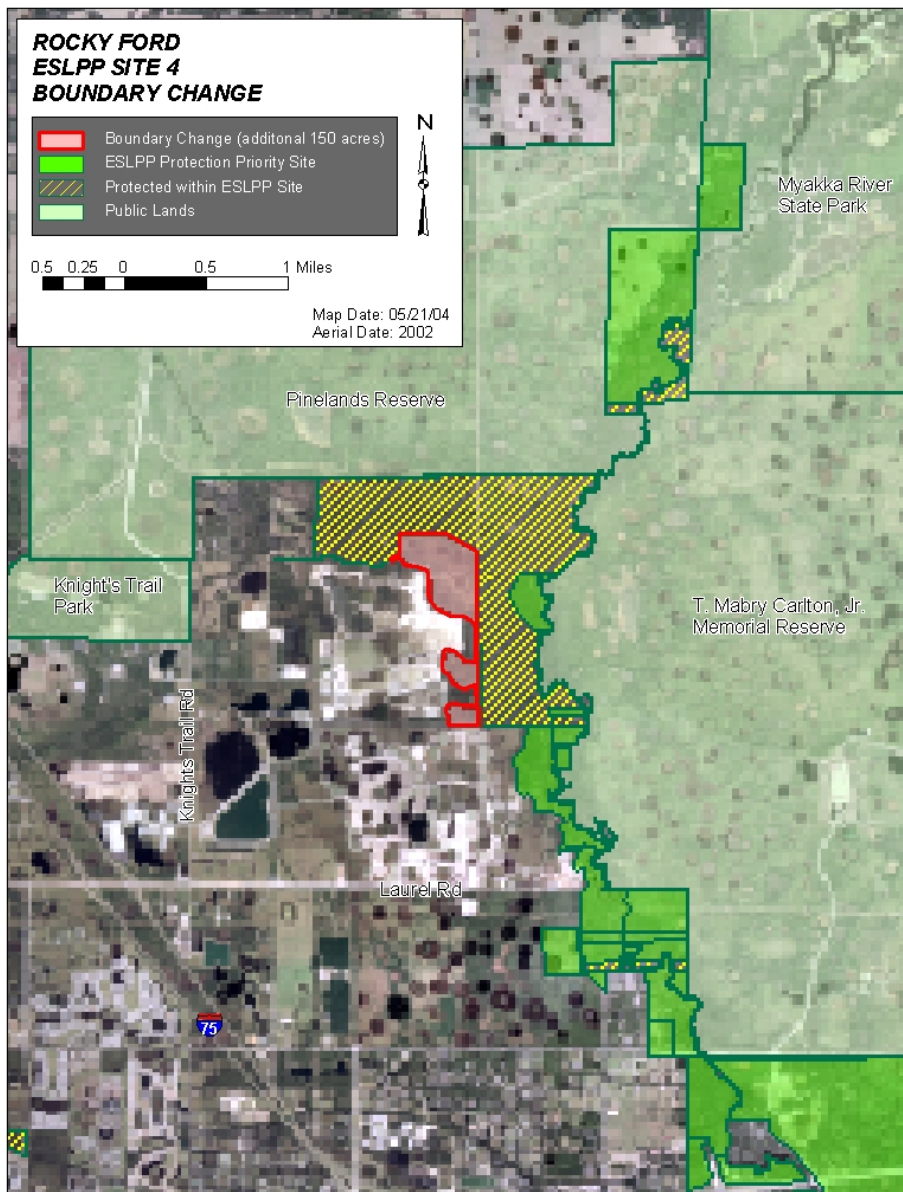 ROCKY FORD
ESLPP SITE 4
BOUNDARY CHANGE
Boundary Change (additonal 150 acres)
ESLPP Protection Priority Site
Protected within ESLPP Site
Public Lands
N
0.5 0.25 0 0.5 1 Miles
Map Date: 05/21/04
Aerial Date: 2002
Myakka River
State Park
Pinelands Reserve
Knight's Trail
Park
T. Mabry Carlton, Jr.
Memorial Reserve
Knights Trail Rd
Laurel Rd
75